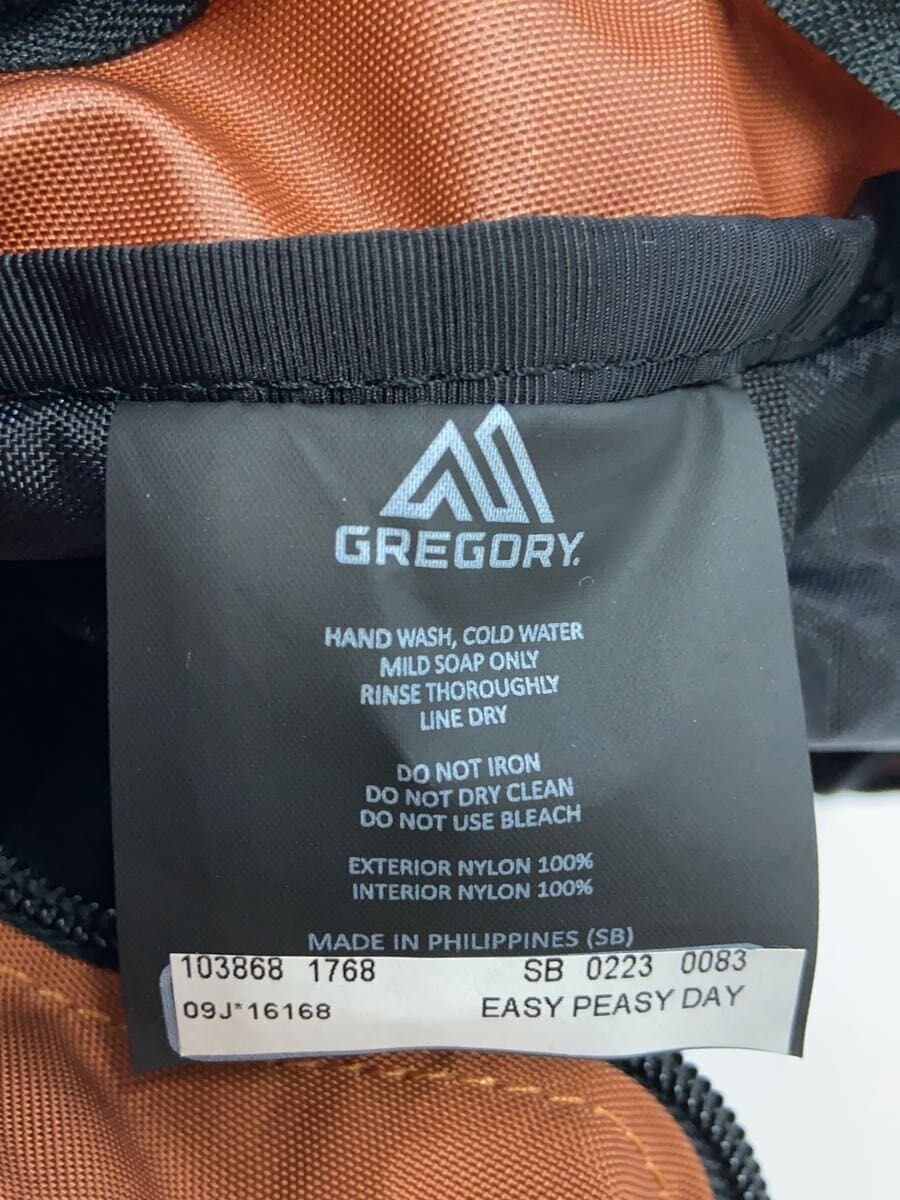 GREGORY.
HAND WASH, COLD WATER
MILD SOAP ONLY
RINSE THOROUGHLY
LINE DRY
DO NOT IRON
DO NOT DRY CLEAN
DO NOT USE BLEACH
EXTERIOR NYLON 100%
INTERIOR NYLON 100%
MADE IN PHILIPPINES (SB)
103868 1768 SB 0223 0083
09J*16168 EASY PEASY DAY